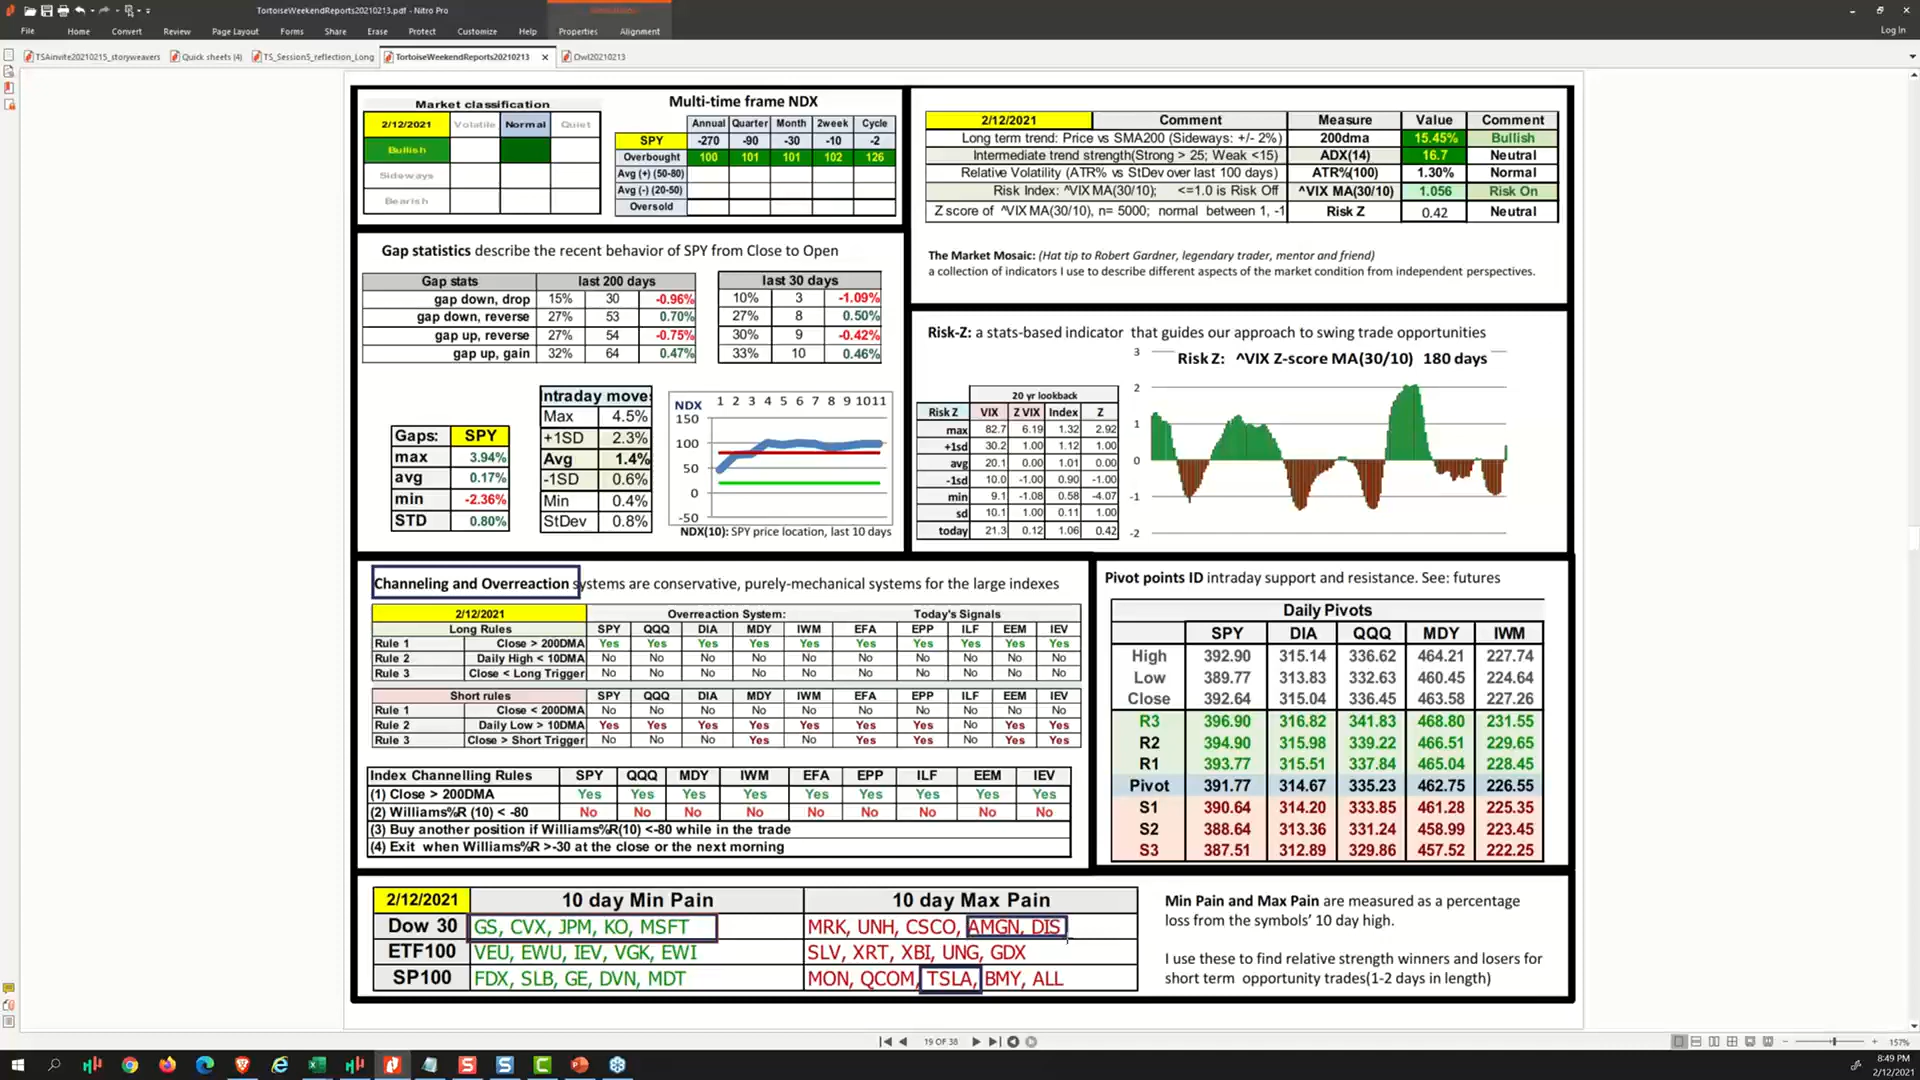 TortoiseWeekendReports20210213.pdf - Nitro Pro
File Home Convert Review Page Layout Forms Share Erase Protect Customize Help Properties Alignment
Log In
TSAinvite20210215_storyweavers Quick sheets (4) TS_Session5_reflection_Long TortoiseWeekendReports20210213 Owl20210213
Market classification
2/12/2021 Volatile Normal Quiet
Bullish
Sideways
Bearish
Multi-time frame NDX
Annual Quarter Month 2week Cycle
SPY -270 -90 -30 -10 -2
Overbought 100 101 101 102 126
Avg (+) (50-80)
Avg (-) (20-50)
Oversold
2/12/2021 Comment Measure Value Comment
Long term trend: Price vs SMA200 (Sideways: +/- 2%) 200dma 15.45% Bullish
Intermediate trend strength(Strong > 25; Weak <15) ADX(14) 16.7 Neutral
Relative Volatility (ATR% vs StDev over last 100 days) ATR%(100) 1.30% Normal
Risk Index: ^VIX MA(30/10); <=1.0 is Risk Off ^VIX MA(30/10) 1.056 Risk On
Z score of ^VIX MA(30/10), n= 5000; normal between 1, -1 Risk Z 0.42 Neutral
The Market Mosaic: (Hat tip to Robert Gardner, legendary trader, mentor and friend)
a collection of indicators I use to describe different aspects of the market condition from independent perspectives.
Gap statistics describe the recent behavior of SPY from Close to Open
Gap stats last 200 days last 30 days
gap down, drop 15% 30 -0.96% 10% 3 -1.09%
gap down, reverse 27% 53 0.70% 27% 8 0.50%
gap up, reverse 27% 54 -0.75% 30% 9 -0.42%
gap up, gain 32% 64 0.47% 33% 10 0.46%
Gaps: SPY
max 3.94%
avg 0.17%
min -2.36%
STD 0.80%
Intraday moves
Max 4.5%
+1SD 2.3%
Avg 1.4%
-1SD 0.6%
Min 0.4%
StDev 0.8%
NDX 1 2 3 4 5 6 7 8 9 10 11
150
100
50
0
-50
NDX(10): SPY price location, last 10 days
Risk-Z: a stats-based indicator that guides our approach to swing trade opportunities
Risk Z: ^VIX Z-score MA(30/10) 180 days
3
2
1
0
-1
-2
20 yr lookback
Risk Z VIX Z VIX Index Z
max 82.7 6.19 1.32 2.92
+1sd 30.2 1.00 1.12 1.00
avg 20.1 0.00 1.01 0.00
-1sd 10.0 -1.00 0.90 -1.00
min 9.1 -1.08 0.58 -4.07
sd 10.1 1.00 0.11 1.00
today 21.3 0.12 1.06 0.42
Channeling and Overreaction systems are conservative, purely-mechanical systems for the large indexes
2/12/2021 Overreaction System: Today's Signals
Long Rules SPY QQQ DIA MDY IWM EFA EPP ILF EEM IEV
Rule 1 Close > 200DMA Yes Yes Yes Yes Yes Yes Yes Yes Yes Yes
Rule 2 Daily High < 10DMA No No No No No No No No No No
Rule 3 Close < Long Trigger No No No No No No No No No No
Short rules SPY QQQ DIA MDY IWM EFA EPP ILF EEM IEV
Rule 1 Close < 200DMA No No No No No No No No No No
Rule 2 Daily Low > 10DMA Yes Yes Yes Yes Yes Yes Yes No Yes Yes
Rule 3 Close > Short Trigger No No No Yes No Yes Yes No Yes Yes
Index Channelling Rules SPY QQQ MDY IWM EFA EPP ILF EEM IEV
(1) Close > 200DMA Yes Yes Yes Yes Yes Yes Yes Yes Yes
(2) Williams%R (10) < -80 No No No No No No No No No
(3) Buy another position if Williams%R(10) <-80 while in the trade
(4) Exit when Williams%R >-30 at the close or the next morning
Pivot points ID intraday support and resistance. See: futures
Daily Pivots
SPY DIA QQQ MDY IWM
High 392.90 315.14 336.62 464.21 227.74
Low 389.77 313.83 332.63 460.45 224.64
Close 392.64 315.04 336.45 463.58 227.26
R3 396.90 316.82 341.83 468.80 231.55
R2 394.90 315.98 339.22 466.51 229.65
R1 393.77 315.51 337.84 465.04 228.45
Pivot 391.77 314.67 335.23 462.75 226.55
S1 390.64 314.20 333.85 461.28 225.35
S2 388.64 313.36 331.24 458.99 223.45
S3 387.51 312.89 329.86 457.52 222.25
2/12/2021 10 day Min Pain 10 day Max Pain
Dow 30 GS, CVX, JPM, KO, MSFT MRK, UNH, CSCO, AMGN, DIS
ETF100 VEU, EWU, IEV, VGK, EWI SLV, XRT, XBI, UNG, GDX
SP100 FDX, SLB, GE, DVN, MDT MON, QCOM, TSLA, BMY, ALL
Min Pain and Max Pain are measured as a percentage
loss from the symbols' 10 day high.
I use these to find relative strength winners and losers for
short term opportunity trades(1-2 days in length)
19 OF 38
157%
8:49 PM
2/12/2021